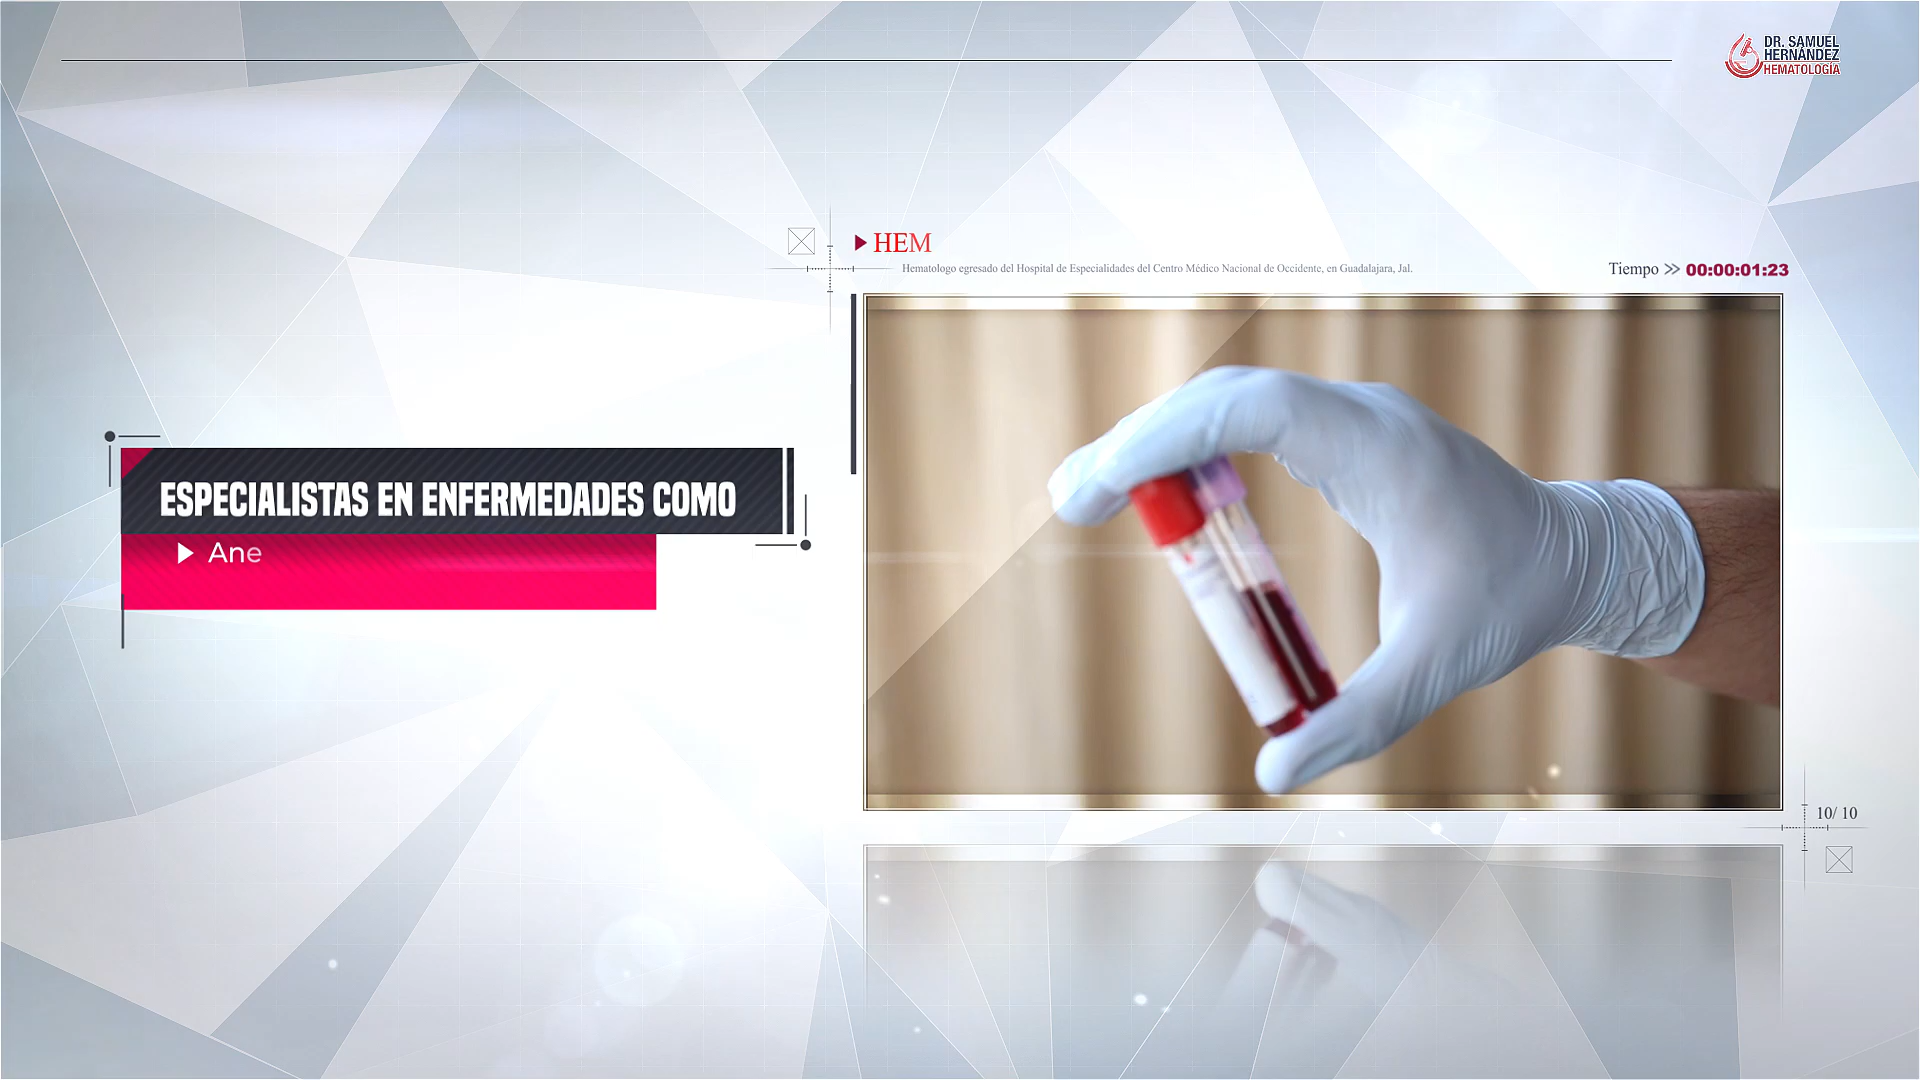 DR. SAMUEL
HERNÁNDEZ
HEMATOLOGÍA
HEM
Hematologo egresado del Hospital de Especialidades del Centro Médico Nacional de Occidente, en Guadalajara, Jal.
Tiempo >> 00:00:01:23
ESPECIALISTAS EN ENFERMEDADES COMO
Ane
10/ 10